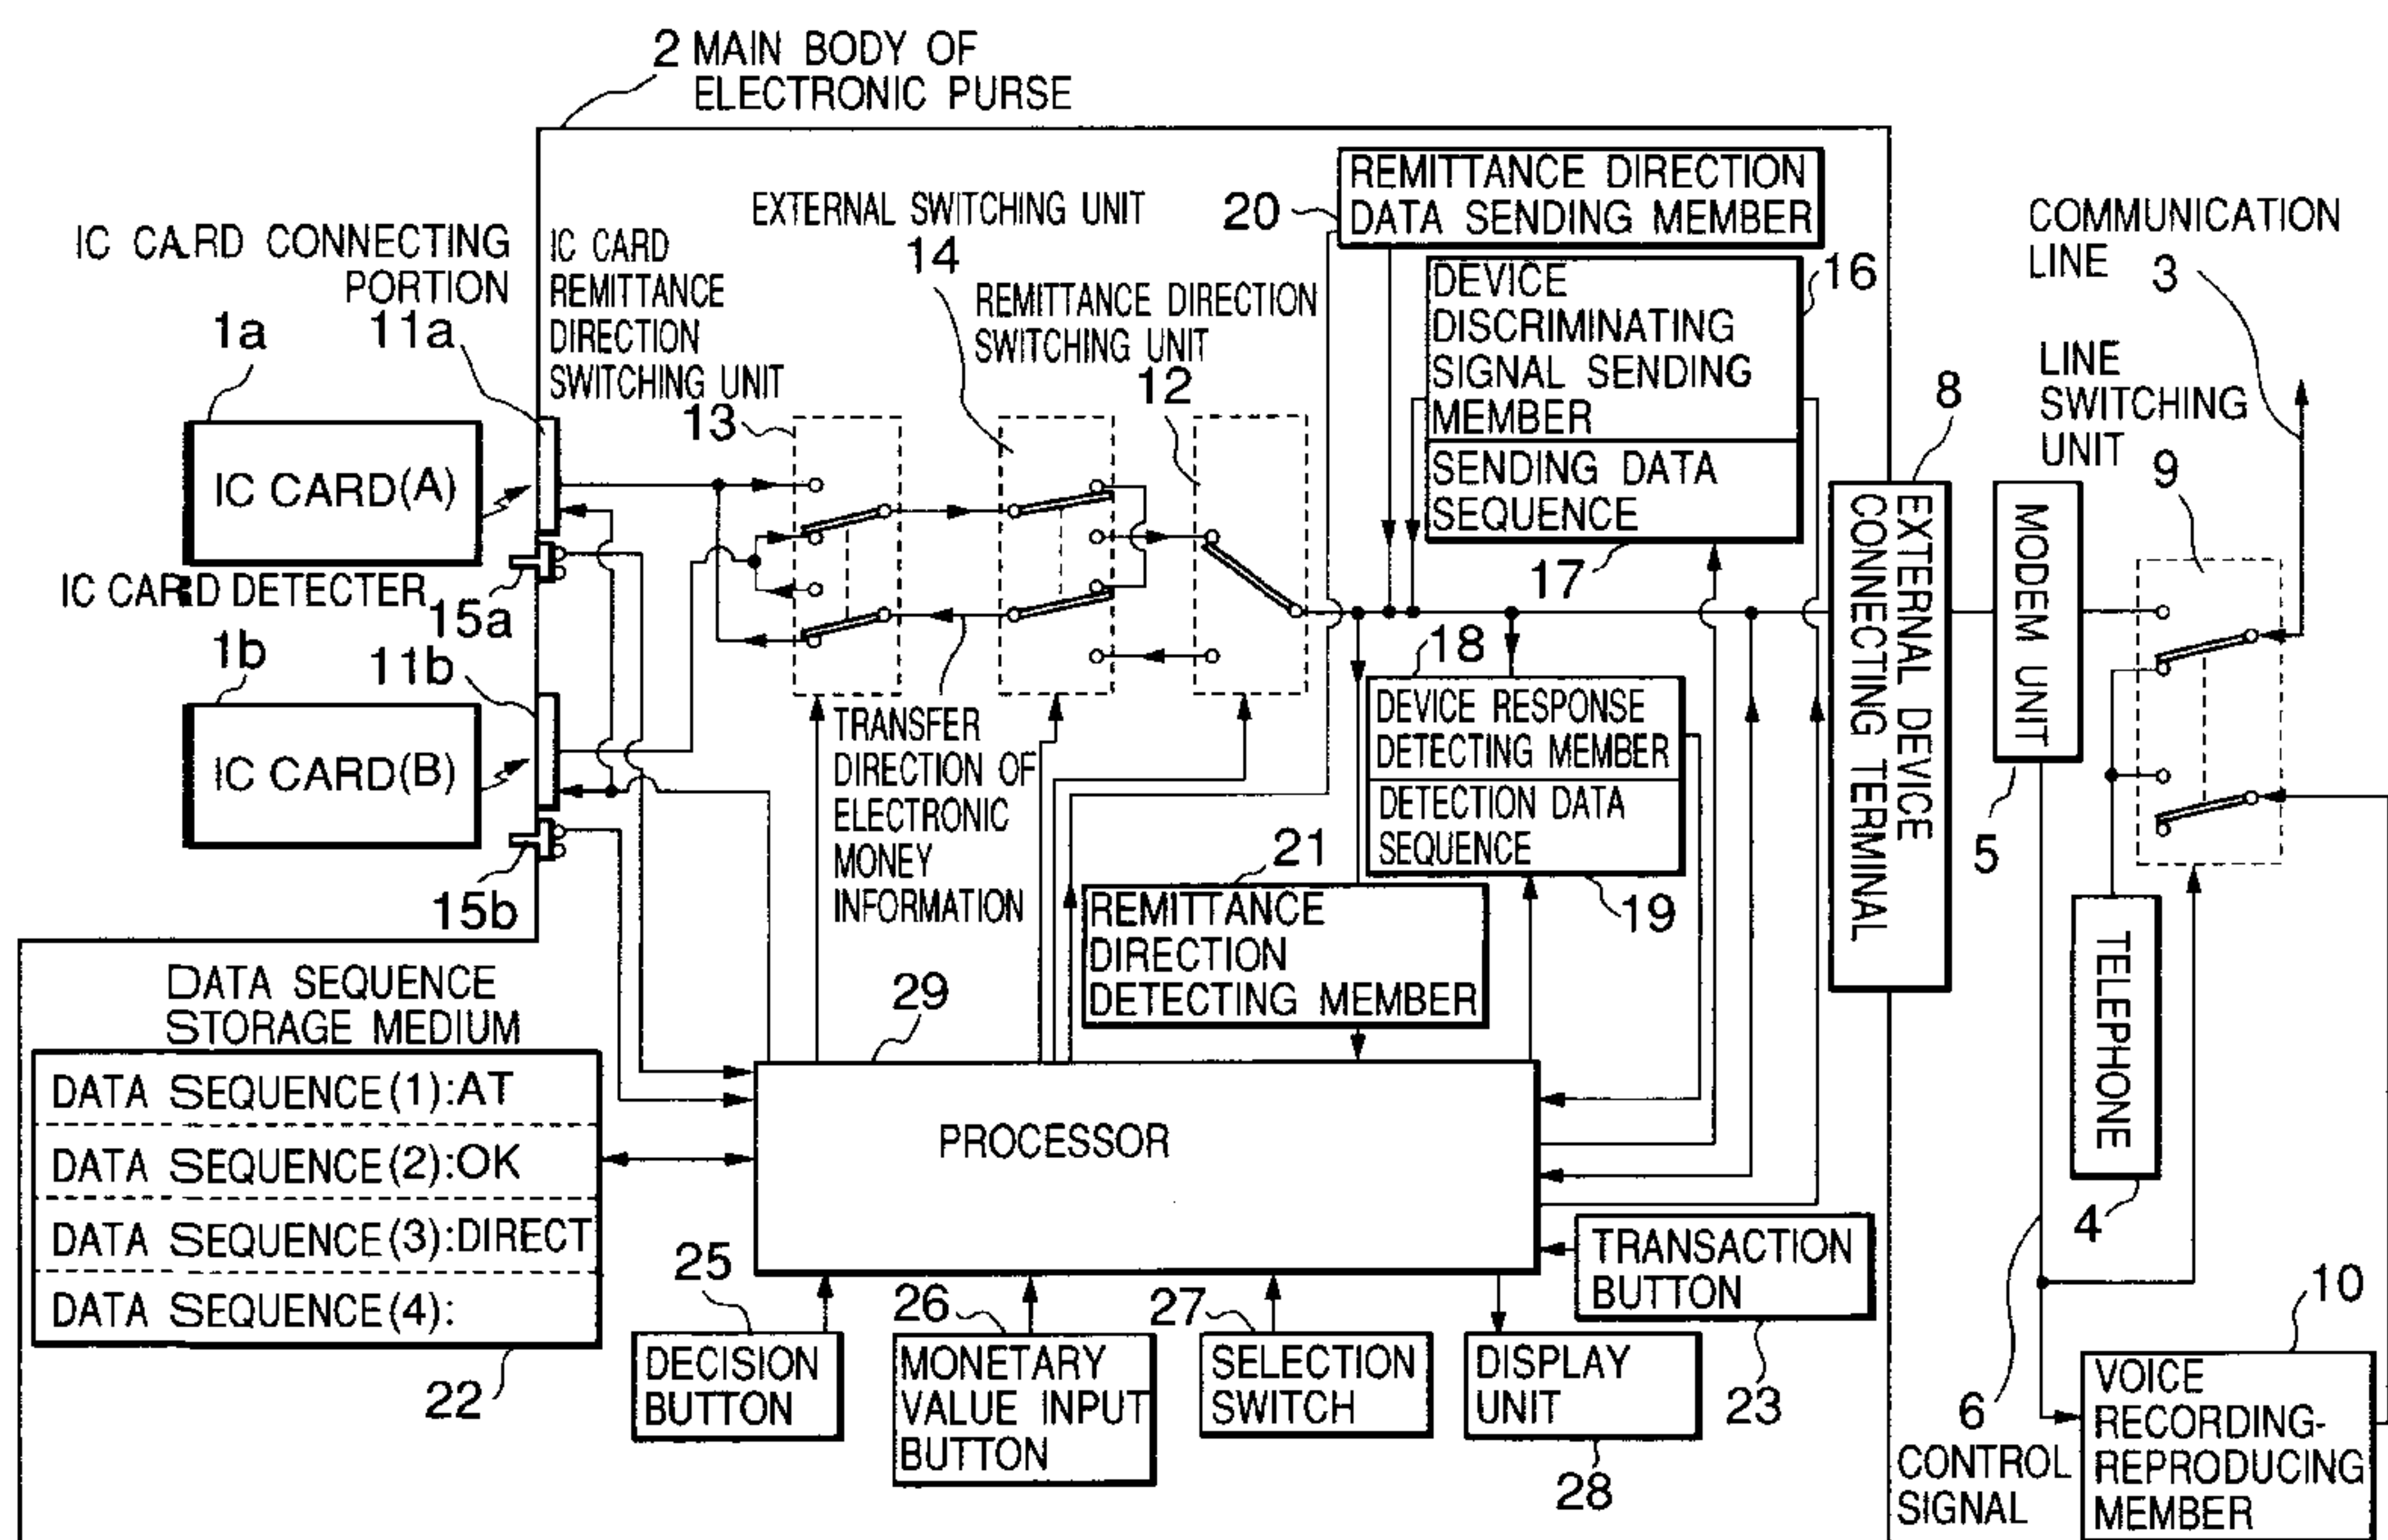 2 MAIN BODY OF
ELECTRONIC PURSE
IC CARD CONNECTING
PORTION
11a
1a
IC CARD(A)
IC CARD DETECTER
15a
1b
11b
IC CARD(B)
15b
IC CARD
REMITTANCE
DIRECTION
SWITCHING UNIT
13
EXTERNAL SWITCHING UNIT
14
REMITTANCE DIRECTION
SWITCHING UNIT
12
20
REMITTANCE DIRECTION
DATA SENDING MEMBER
DEVICE
DISCRIMINATING
SIGNAL SENDING
MEMBER
16
SENDING DATA
SEQUENCE
17
18
DEVICE RESPONSE
DETECTING MEMBER
DETECTION DATA
SEQUENCE
19
TRANSFER
DIRECTION OF
ELECTRONIC
MONEY
INFORMATION
21
REMITTANCE
DIRECTION
DETECTING MEMBER
8
EXTERNAL DEVICE
CONNECTING TERMINAL
MODEM UNIT
5
COMMUNICATION
LINE 3
LINE
SWITCHING
UNIT 9
TELEPHONE
4
DATA SEQUENCE
STORAGE MEDIUM
DATA SEQUENCE(1):AT
DATA SEQUENCE(2):OK
DATA SEQUENCE(3):DIRECT
DATA SEQUENCE(4):
22
29
PROCESSOR
25
DECISION
BUTTON
26
MONETARY
VALUE INPUT
BUTTON
27
SELECTION
SWITCH
DISPLAY
UNIT
28
TRANSACTION
BUTTON
23
6
CONTROL
SIGNAL
10
VOICE
RECORDING-
REPRODUCING
MEMBER